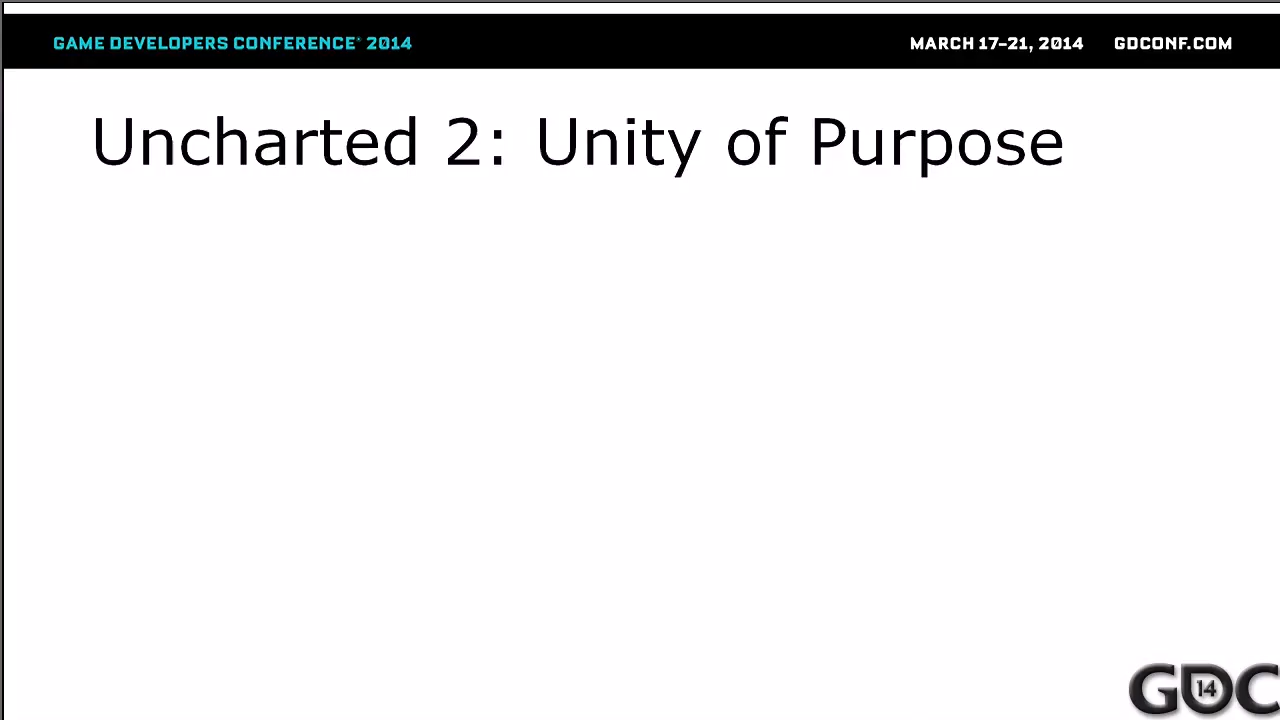 GAME DEVELOPERS CONFERENCE® 2014
MARCH 17–21, 2014 GDCONF.COM
Uncharted 2: Unity of Purpose
GDC
14